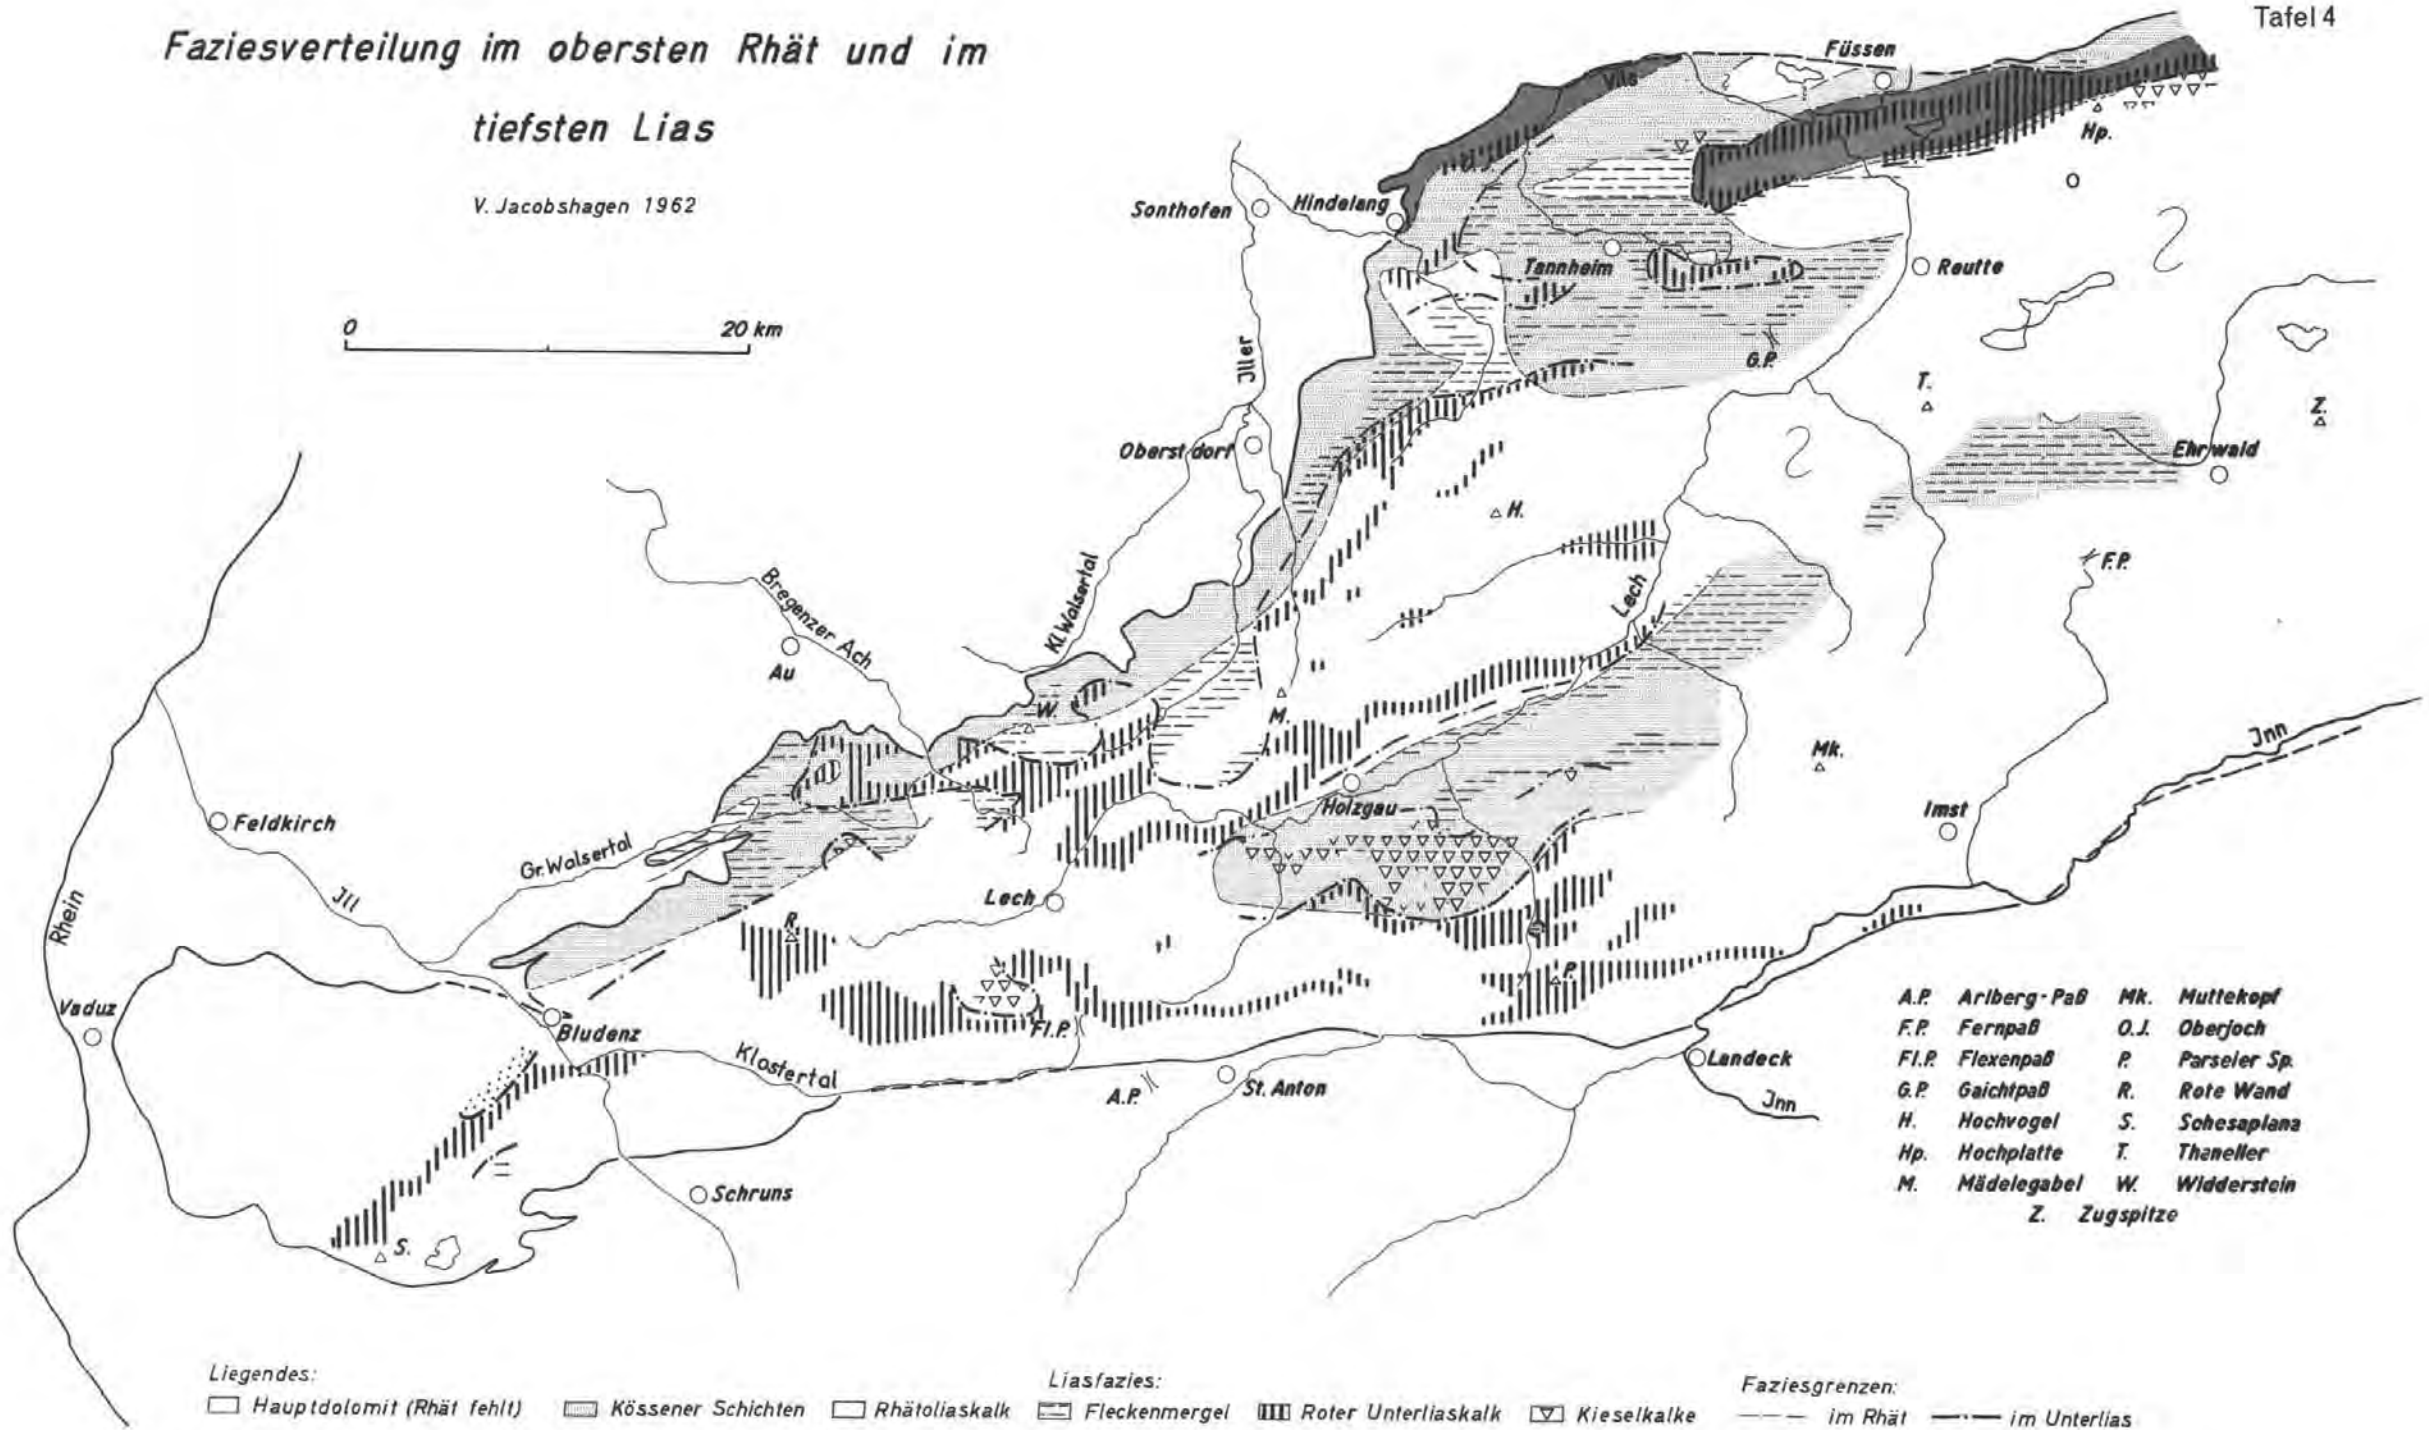 Tafel 4
Faziesverteilung im obersten Rhät und im
tiefsten Lias
V. Jacobshagen 1962
0 20 km
Füssen
Vils
Hp.
Sonthofen
Hindelang
Tannheim
Reutte
G.P.
T.
Z.
Ehrwald
Jller
Oberstdorf
H.
F.P.
Lech
Kl. Walsertal
Bregenzer Ach
Au
W.
M.
Mk.
Jnn
Holzgau
Imst
Feldkirch
Gr. Walsertal
Jll
Rhein
Lech
R.
P.
Vaduz
Bludenz
Fl.P.
Klostertal
A.P.
St. Anton
Landeck
Jnn
Schruns
S.
A.P. Arlberg-Paß Mk. Muttekopf
F.P. Fernpaß O.J. Oberjoch
Fl.P. Flexenpaß P. Parseler Sp.
G.P. Gaichtpaß R. Rote Wand
H. Hochvogel S. Schesaplana
Hp. Hochplatte T. Thaneller
M. Mädelegabel W. Widderstein
Z. Zugspitze
Liegendes: Liasfazies: Faziesgrenzen:
Hauptdolomit (Rhät fehlt) Kössener Schichten Rhätoliaskalk Fleckenmergel Roter Unterliaskalk Kieselkalke im Rhät im Unterlias